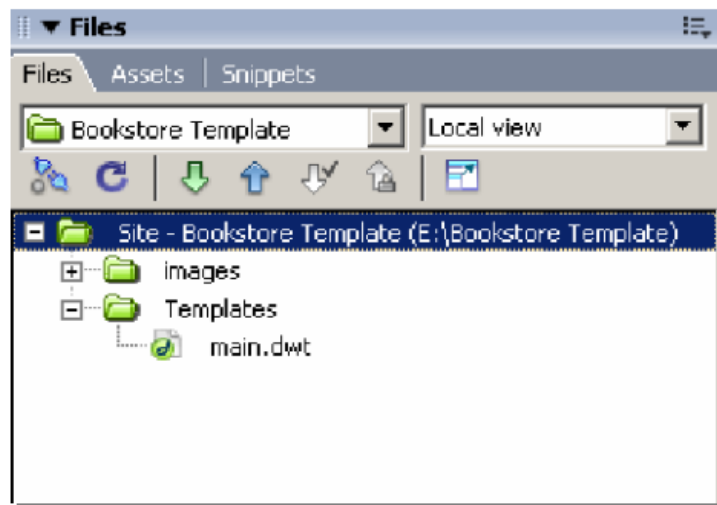 Files
Files Assets Snippets
Bookstore Template Local view
Site - Bookstore Template (E:\Bookstore Template)
images
Templates
main.dwt